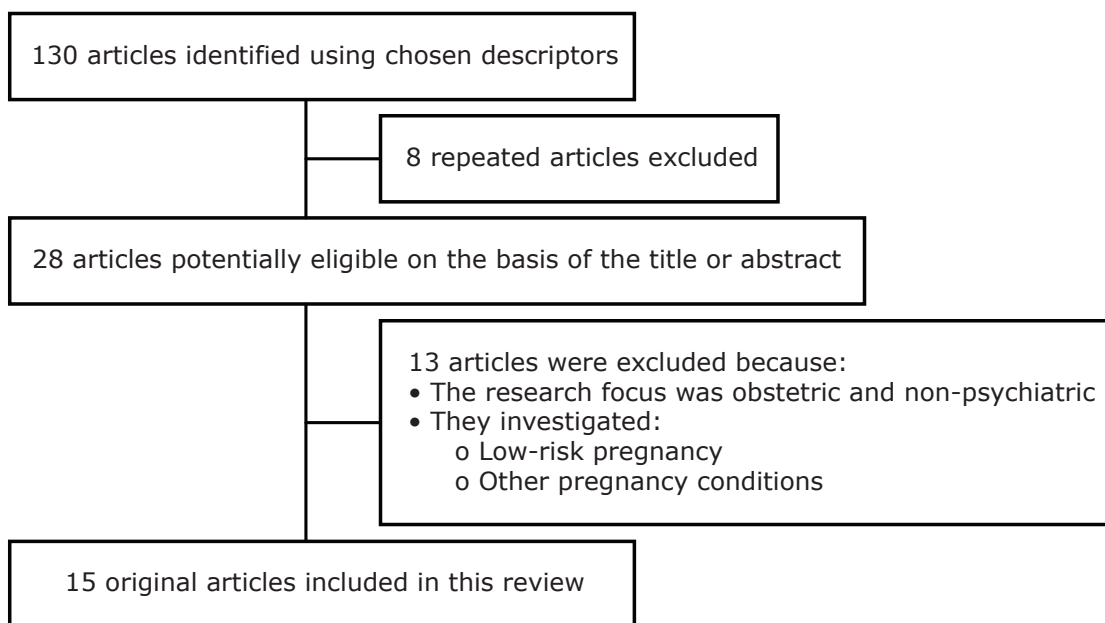 130 articles identified using chosen descriptors
8 repeated articles excluded
28 articles potentially eligible on the basis of the title or abstract
13 articles were excluded because:
• The research focus was obstetric and non-psychiatric
• They investigated:
o Low-risk pregnancy
o Other pregnancy conditions
15 original articles included in this review